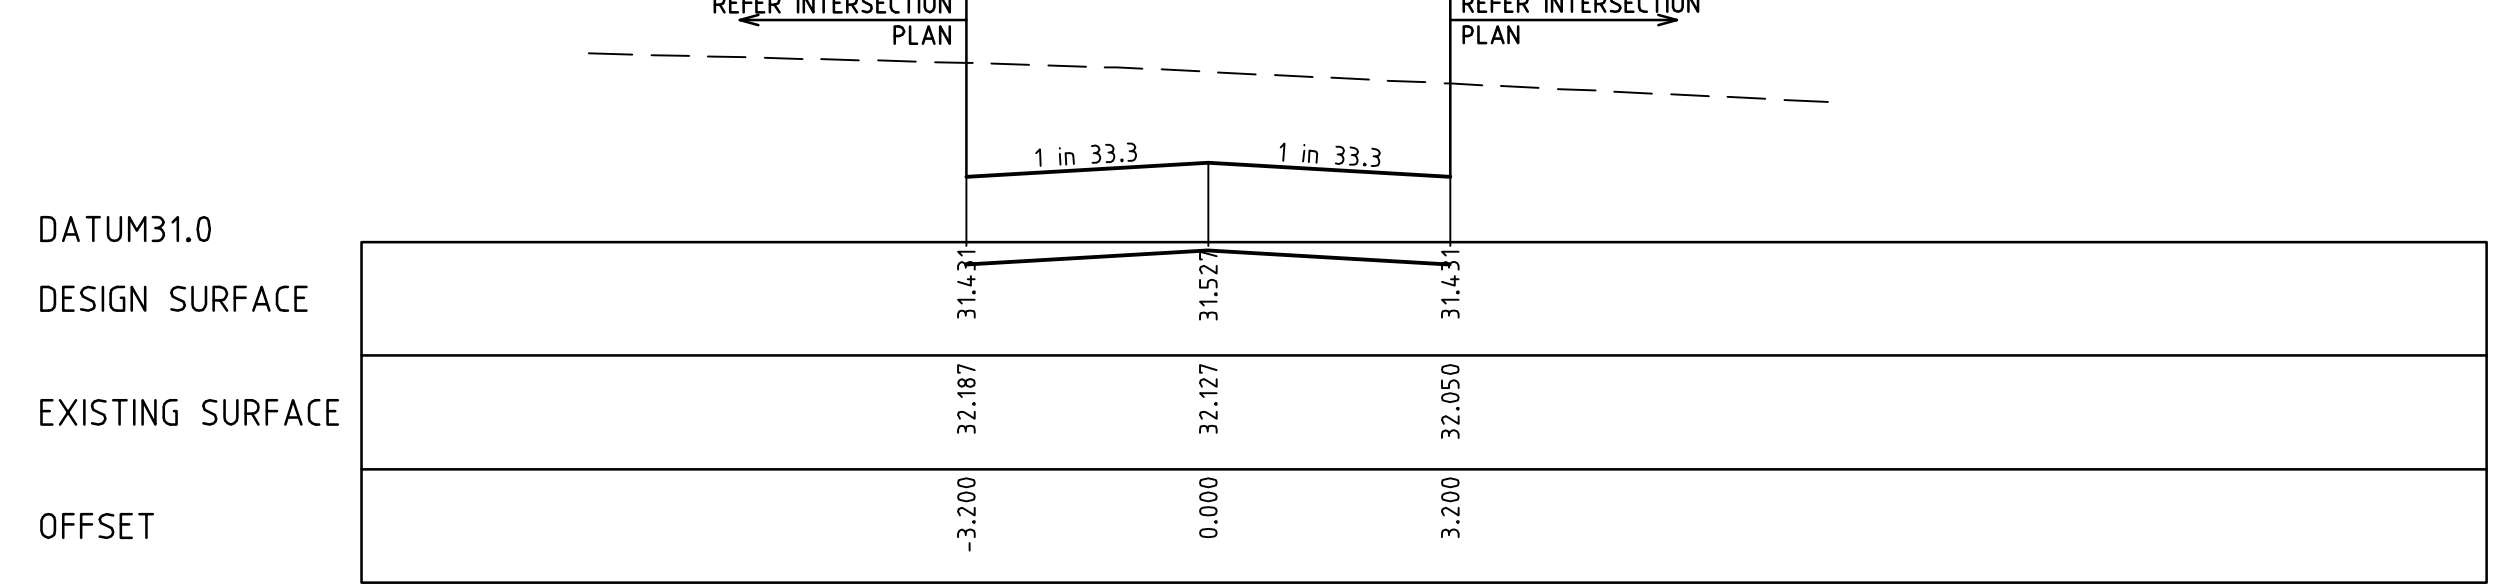 REFER INTERSECTION
PLAN
REFER INTERSECTION
PLAN
1 in 33.3
1 in 33.3
DATUM31.0
DESIGN SURFACE
31.431
31.527
31.431
EXISTING SURFACE
32.187
32.127
32.050
OFFSET
-3.200
0.000
3.200